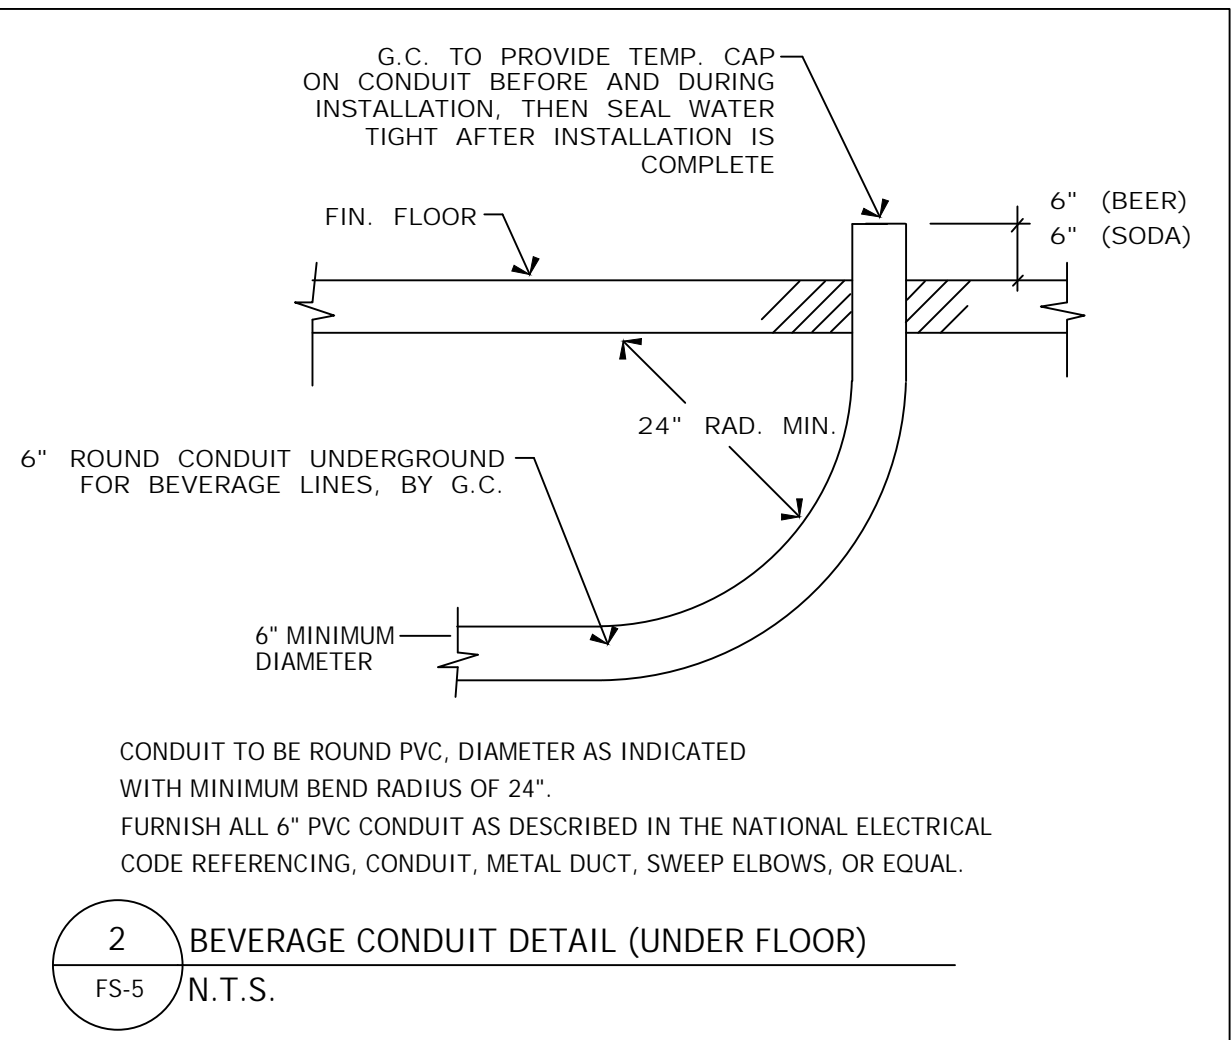 G.C. TO PROVIDE TEMP. CAP
ON CONDUIT BEFORE AND DURING
INSTALLATION, THEN SEAL WATER
TIGHT AFTER INSTALLATION IS
COMPLETE
FIN. FLOOR
6" (BEER)
6" (SODA)
24" RAD. MIN.
6" ROUND CONDUIT UNDERGROUND
FOR BEVERAGE LINES, BY G.C.
6" MINIMUM
DIAMETER
CONDUIT TO BE ROUND PVC, DIAMETER AS INDICATED
WITH MINIMUM BEND RADIUS OF 24".
FURNISH ALL 6" PVC CONDUIT AS DESCRIBED IN THE NATIONAL ELECTRICAL
CODE REFERENCING, CONDUIT, METAL DUCT, SWEEP ELBOWS, OR EQUAL.
2 BEVERAGE CONDUIT DETAIL (UNDER FLOOR)
FS-5 N.T.S.